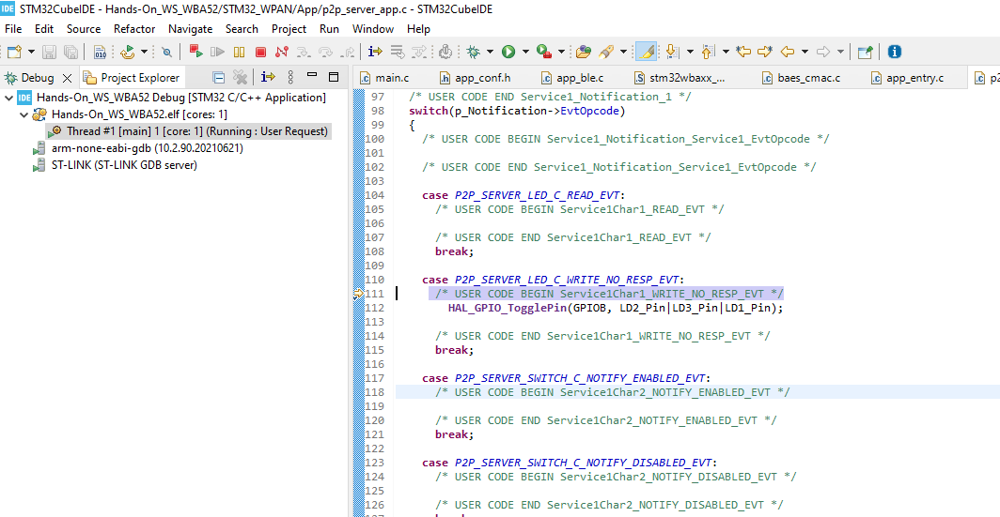 STM32CubeIDE - Hands-On_WS_WBA52/STM32_WPAN/App/p2p_server_app.c - STM32CubeIDE
File Edit Source Refactor Navigate Search Project Run Window Help
Debug Project Explorer
main.c app_conf.h app_ble.c stm32wbaxx_... baes_cmac.c app_entry.c
IDE Hands-On_WS_WBA52 Debug [STM32 C/C++ Application]
Hands-On_WS_WBA52.elf [cores: 1]
Thread #1 [main] 1 [core: 1] (Running : User Request)
arm-none-eabi-gdb (10.2.90.20210621)
ST-LINK (ST-LINK GDB server)
97 /* USER CODE END Service1_Notification_1 */
98 switch(p_Notification->EvtOpcode)
99 {
100 /* USER CODE BEGIN Service1_Notification_Service1_EvtOpcode */
101
102 /* USER CODE END Service1_Notification_Service1_EvtOpcode */
103
104 case P2P_SERVER_LED_C_READ_EVT:
105 /* USER CODE BEGIN Service1Char1_READ_EVT */
106
107 /* USER CODE END Service1Char1_READ_EVT */
108 break;
109
110 case P2P_SERVER_LED_C_WRITE_NO_RESP_EVT:
111 /* USER CODE BEGIN Service1Char1_WRITE_NO_RESP_EVT */
112 HAL_GPIO_TogglePin(GPIOB, LD2_Pin|LD3_Pin|LD1_Pin);
113
114 /* USER CODE END Service1Char1_WRITE_NO_RESP_EVT */
115 break;
116
117 case P2P_SERVER_SWITCH_C_NOTIFY_ENABLED_EVT:
118 /* USER CODE BEGIN Service1Char2_NOTIFY_ENABLED_EVT */
119
120 /* USER CODE END Service1Char2_NOTIFY_ENABLED_EVT */
121 break;
122
123 case P2P_SERVER_SWITCH_C_NOTIFY_DISABLED_EVT:
124 /* USER CODE BEGIN Service1Char2_NOTIFY_DISABLED_EVT */
125
126 /* USER CODE END Service1Char2_NOTIFY_DISABLED_EVT */